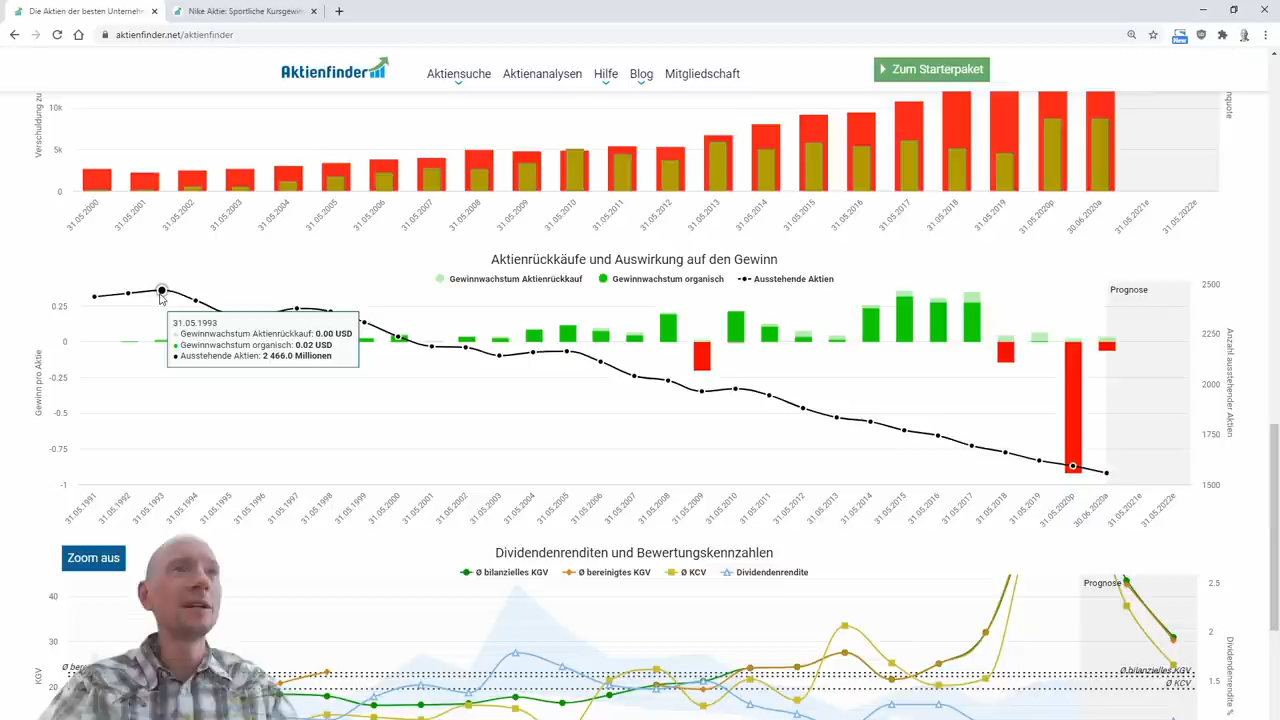 Die Aktien der besten Unternehm
Nike Aktie: Sportliche Kursgewin
aktienfinder.net/aktienfinder
New
Aktienfinder
Aktiensuche
Aktienanalysen
Hilfe
Blog
Mitgliedschaft
Zum Starterpaket
Verschuldung zu
10k
5k
0
nquote
31.05.2000
31.05.2001
31.05.2002
31.05.2003
31.05.2004
31.05.2005
31.05.2006
31.05.2007
31.05.2008
31.05.2009
31.05.2010
31.05.2011
31.05.2012
31.05.2013
31.05.2014
31.05.2015
31.05.2016
31.05.2017
31.05.2018
31.05.2019
31.05.2020p
30.06.2020a
31.05.2021e
31.05.2022e
Aktienrückkäufe und Auswirkung auf den Gewinn
Gewinnwachstum Aktienrückkauf
Gewinnwachstum organisch
Ausstehende Aktien
Gewinn pro Aktie
0.25
0
-0.25
-0.5
-0.75
-1
Prognose
2500
2250
2000
1750
1500
Anzahl ausstehender Aktien
31.05.1993
Gewinnwachstum Aktienrückkauf: 0.00 USD
Gewinnwachstum organisch: 0.02 USD
Ausstehende Aktien: 2 466.0 Millionen
31.05.1991
31.05.1992
31.05.1993
31.05.1994
31.05.1995
31.05.1996
31.05.1997
31.05.1998
31.05.1999
31.05.2000
31.05.2001
31.05.2002
31.05.2003
31.05.2004
31.05.2005
31.05.2006
31.05.2007
31.05.2008
31.05.2009
31.05.2010
31.05.2011
31.05.2012
31.05.2013
31.05.2014
31.05.2015
31.05.2016
31.05.2017
31.05.2018
31.05.2019
31.05.2020p
30.06.2020a
31.05.2021e
31.05.2022e
Zoom aus
Dividendenrenditen und Bewertungskennzahlen
Ø bilanzielles KGV
Ø bereinigtes KGV
Ø KCV
Dividendenrendite
KGV
40
30
20
Ø bere
Prognose
Ø bilanzielles KGV
Ø KCV
2.5
2
1.5
Dividendenrendite %